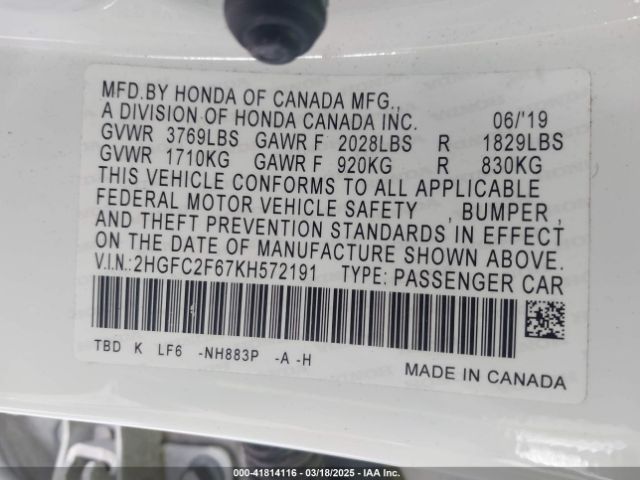 MFD.BY HONDA OF CANADA MFG.,
A DIVISION OF HONDA CANADA INC. 06/'19
GVWR 3769LBS GAWR F 2028LBS R 1829LBS
GVWR 1710KG GAWR F 920KG R 830KG
THIS VEHICLE CONFORMS TO ALL APPLICABLE
FEDERAL MOTOR VEHICLE SAFETY , BUMPER ,
AND THEFT PREVENTION STANDARDS IN EFFECT
ON THE DATE OF MANUFACTURE SHOWN ABOVE.
V.I.N.:2HGFC2F67KH572191 TYPE: PASSENGER CAR
TBD K LF6 -NH883P -A -H
MADE IN CANADA
000-41814116 — 03/18/2025 — IAA Inc.